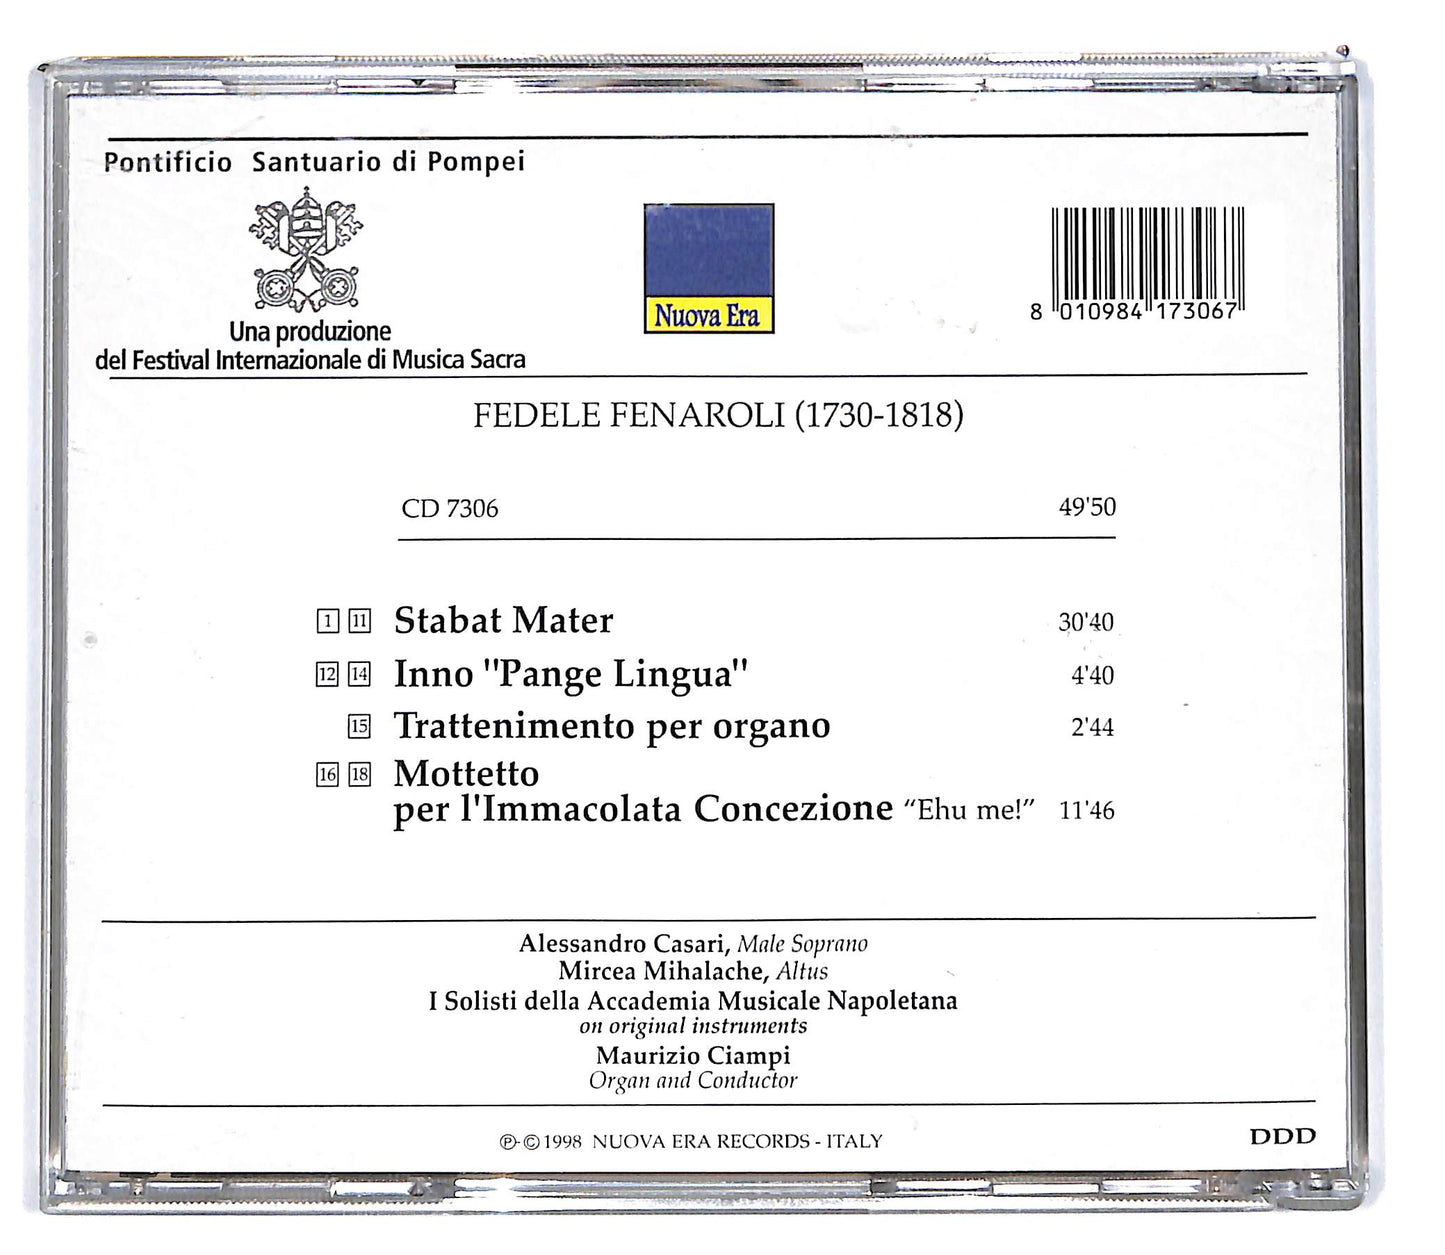 Pontificio Santuario di Pompei
Una produzione
del Festival Internazionale di Musica Sacra
Nuova Era
8 010984 173067
FEDELE FENAROLI (1730-1818)
CD 7306 49'50
1 11 Stabat Mater 30'40
12 14 Inno "Pange Lingua" 4'40
15 Trattenimento per organo 2'44
16 18 Mottetto
per l'Immacolata Concezione “Ehu me!” 11'46
Alessandro Casari, Male Soprano
Mircea Mihalache, Altus
I Solisti della Accademia Musicale Napoletana
on original instruments
Maurizio Ciampi
Organ and Conductor
℗-© 1998 NUOVA ERA RECORDS - ITALY
DDD